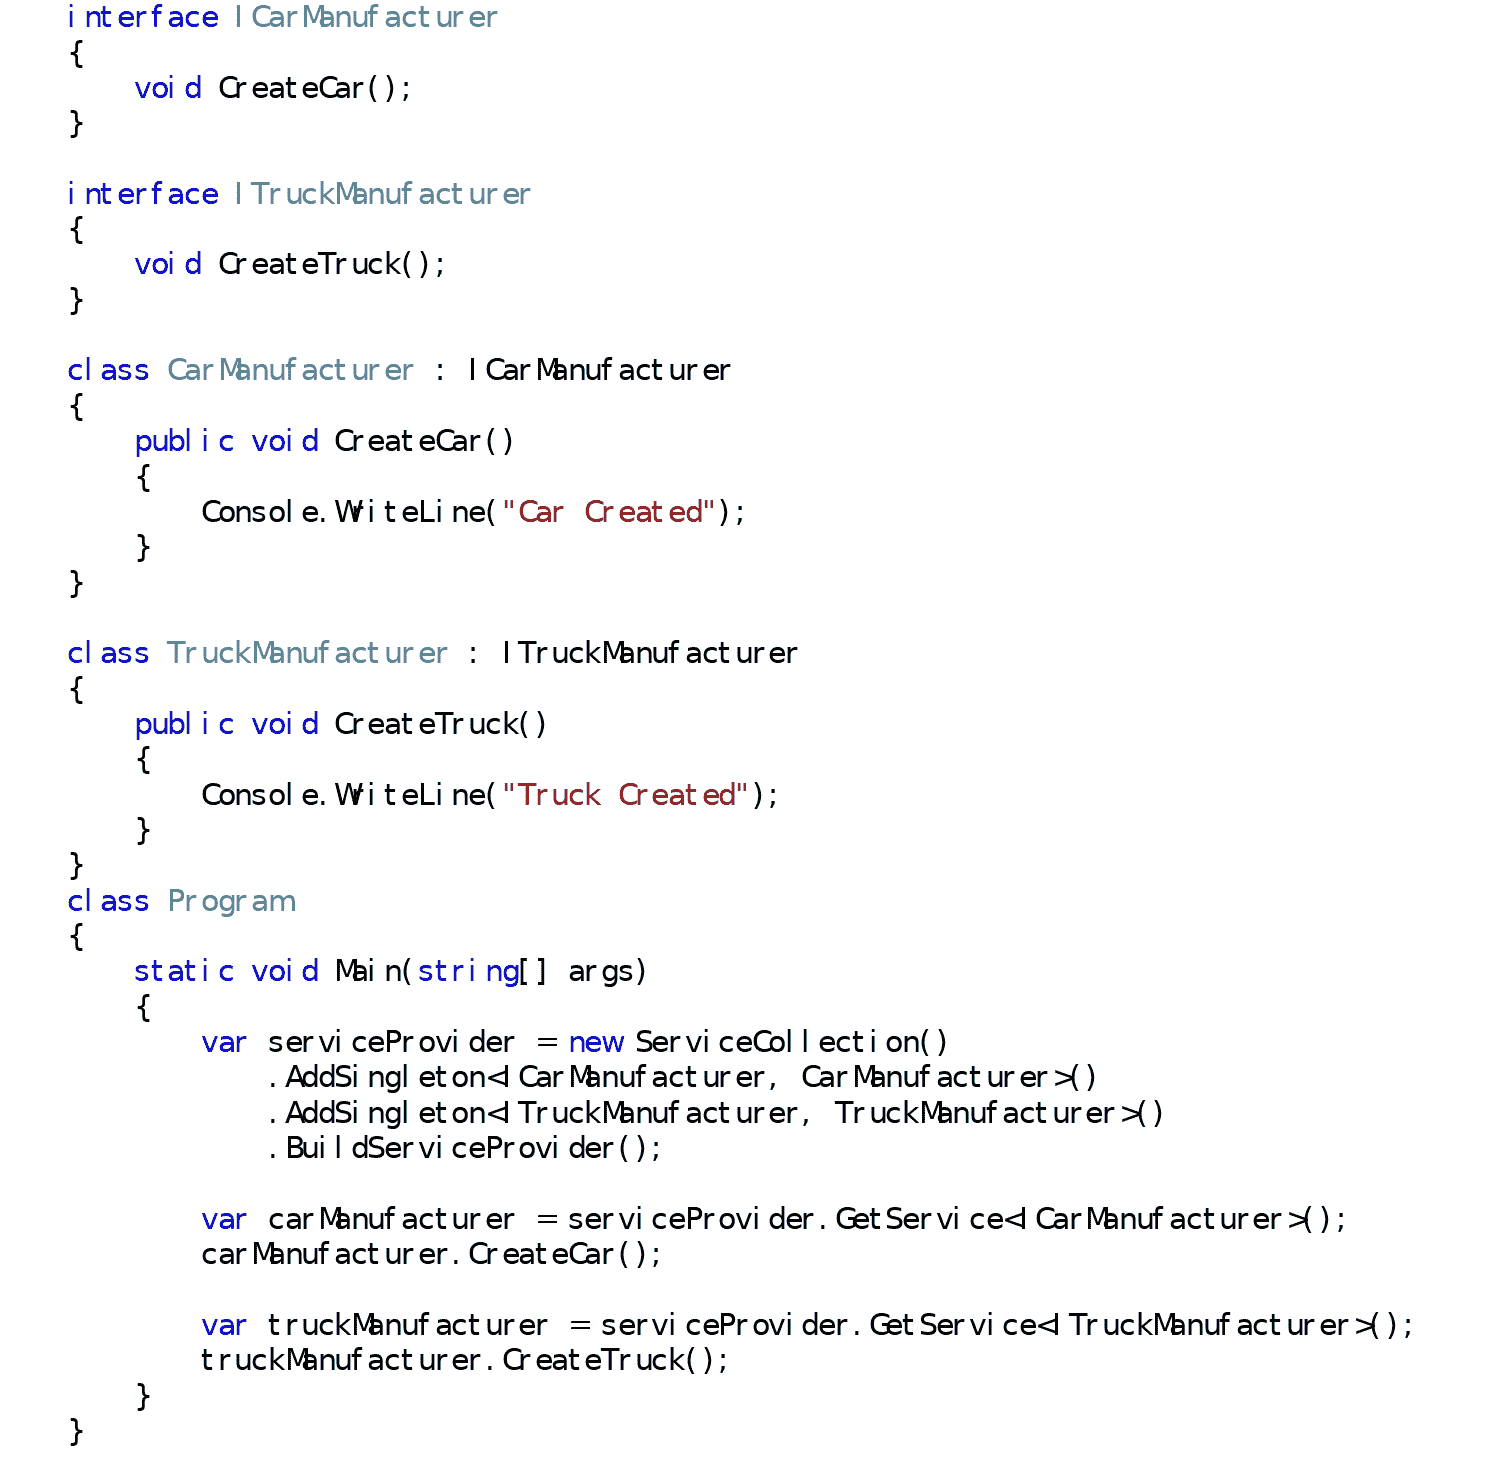 interface ICarManufacturer
{
    void CreateCar();
}

interface ITruckManufacturer
{
    void CreateTruck();
}

class CarManufacturer : ICarManufacturer
{
    public void CreateCar()
    {
        Console.WriteLine("Car Created");
    }
}

class TruckManufacturer : ITruckManufacturer
{
    public void CreateTruck()
    {
        Console.WriteLine("Truck Created");
    }
}
class Program
{
    static void Main(string[] args)
    {
        var serviceProvider = new ServiceCollection()
            .AddSingleton<ICarManufacturer, CarManufacturer>()
            .AddSingleton<ITruckManufacturer, TruckManufacturer>()
            .BuildServiceProvider();

        var carManufacturer = serviceProvider.GetService<ICarManufacturer>();
        carManufacturer.CreateCar();

        var truckManufacturer = serviceProvider.GetService<ITruckManufacturer>();
        truckManufacturer.CreateTruck();
    }
}